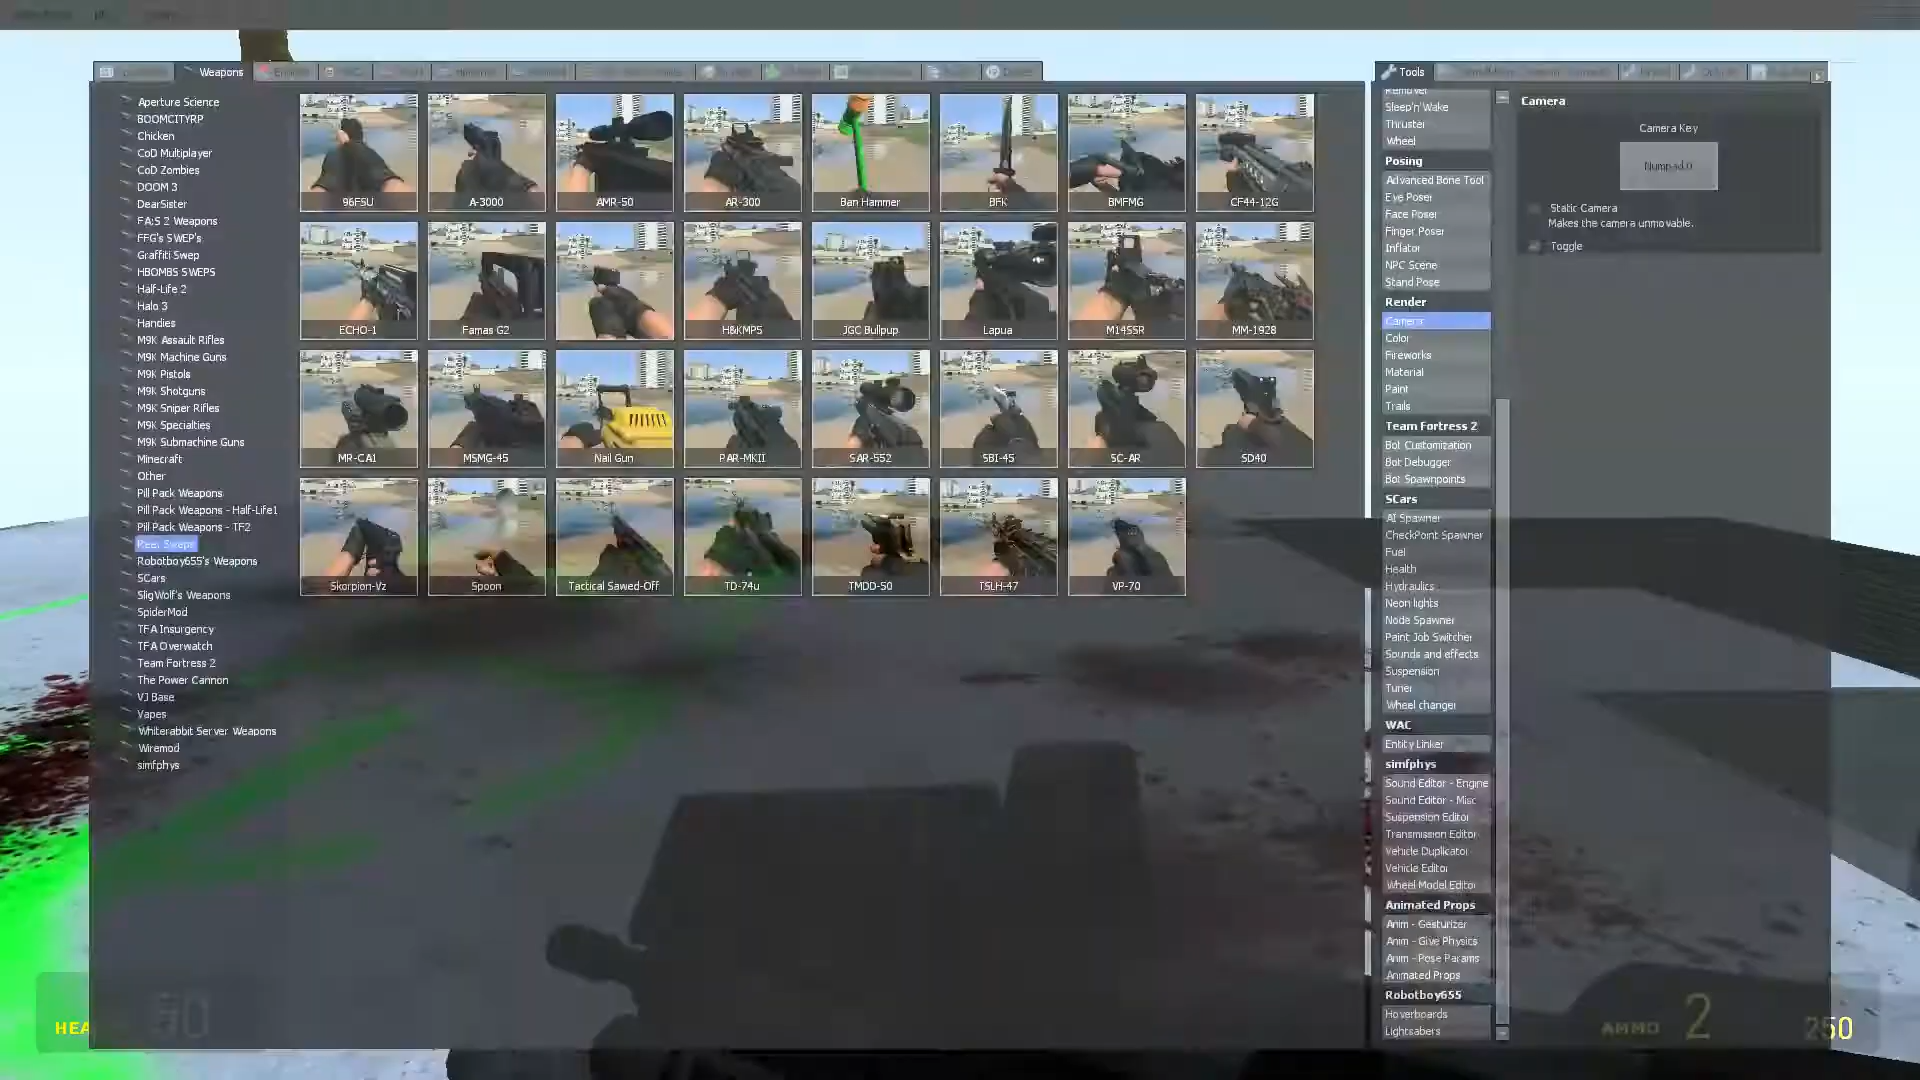 Weapons
Tools
Aperture Science
BOOMCITYRP
Chicken
CoD Multiplayer
CoD Zombies
DOOM 3
DearSister
FA:S 2 Weapons
FFG's SWEP's
Graffiti Swep
HBOMBS SWEPS
Half-Life 2
Halo 3
Handies
M9K Assault Rifles
M9K Machine Guns
M9K Pistols
M9K Shotguns
M9K Sniper Rifles
M9K Specialties
M9K Submachine Guns
Minecraft
Other
Pill Pack Weapons
Pill Pack Weapons - Half-Life1
Pill Pack Weapons - TF2
Robotboy655's Weapons
SCars
SligWolf's Weapons
SpiderMod
TFA Insurgency
TFA Overwatch
Team Fortress 2
The Power Cannon
VJ Base
Vapes
Whiterabbit Server Weapons
Wiremod
simfphys
96FSU
A-3000
AMR-50
AR-300
Ban Hammer
BFK
BMFMG
CF44-12G
ECHO-1
Famas G2
H&KMP5
JGC Bullpup
Lapua
M14SSR
MM-1928
MR-CA1
MSMG-45
Nail Gun
PAR-MKII
SAR-552
SBI-45
SC-AR
SD40
Skorpion-Vz
Spoon
Tactical Sawed-Off
TD-74u
TMDD-50
TSLH-47
VP-70
Remover
Sleep'n'Wake
Thruster
Wheel
Posing
Advanced Bone Tool
Eye Poser
Face Poser
Finger Poser
Inflator
NPC Scene
Stand Pose
Render
Camera
Color
Fireworks
Material
Paint
Trails
Team Fortress 2
Bot Customization
Bot Debugger
Bot Spawnpoints
SCars
AI Spawner
CheckPoint Spawner
Fuel
Health
Hydraulics
Neon lights
Node Spawner
Paint Job Switcher
Sounds and effects
Suspension
Tuner
Wheel changer
WAC
Entity Linker
simfphys
Sound Editor - Engine
Sound Editor - Misc
Suspension Editor
Transmission Editor
Vehicle Duplicator
Vehicle Editor
Wheel Model Editor
Animated Props
Anim - Gesturizer
Anim - Give Physics
Anim - Pose Params
Animated Props
Robotboy655
Hoverboards
Lightsabers
Camera
Camera Key
Numpad 0
Static Camera
Makes the camera unmovable.
Toggle
HEA
AMMO 2
250